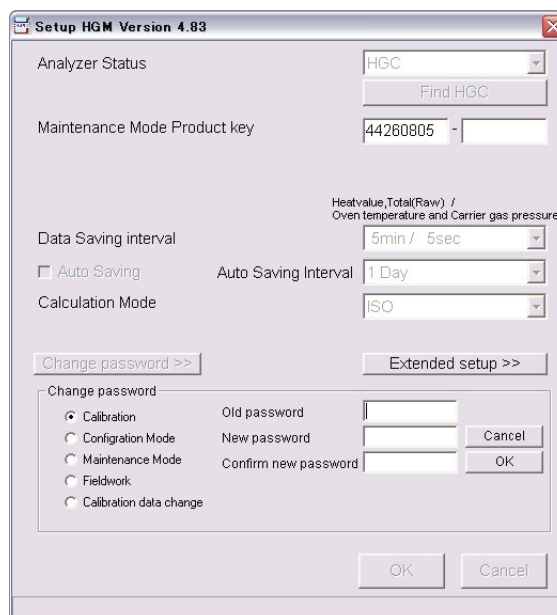 Setup HGM Version 4.83
Analyzer Status
HGC
Find HGC
Maintenance Mode Product key
44260805 -
Heatvalue,Total(Raw) /
Oven temperature and Carrier gas pressure
Data Saving interval
5min / 5sec
Auto Saving
Auto Saving Interval
1 Day
Calculation Mode
ISO
Change password >>
Extended setup >>
Change password
Calibration
Configration Mode
Maintenance Mode
Fieldwork
Calibration data change
Old password
New password
Confirm new password
Cancel
OK
OK
Cancel